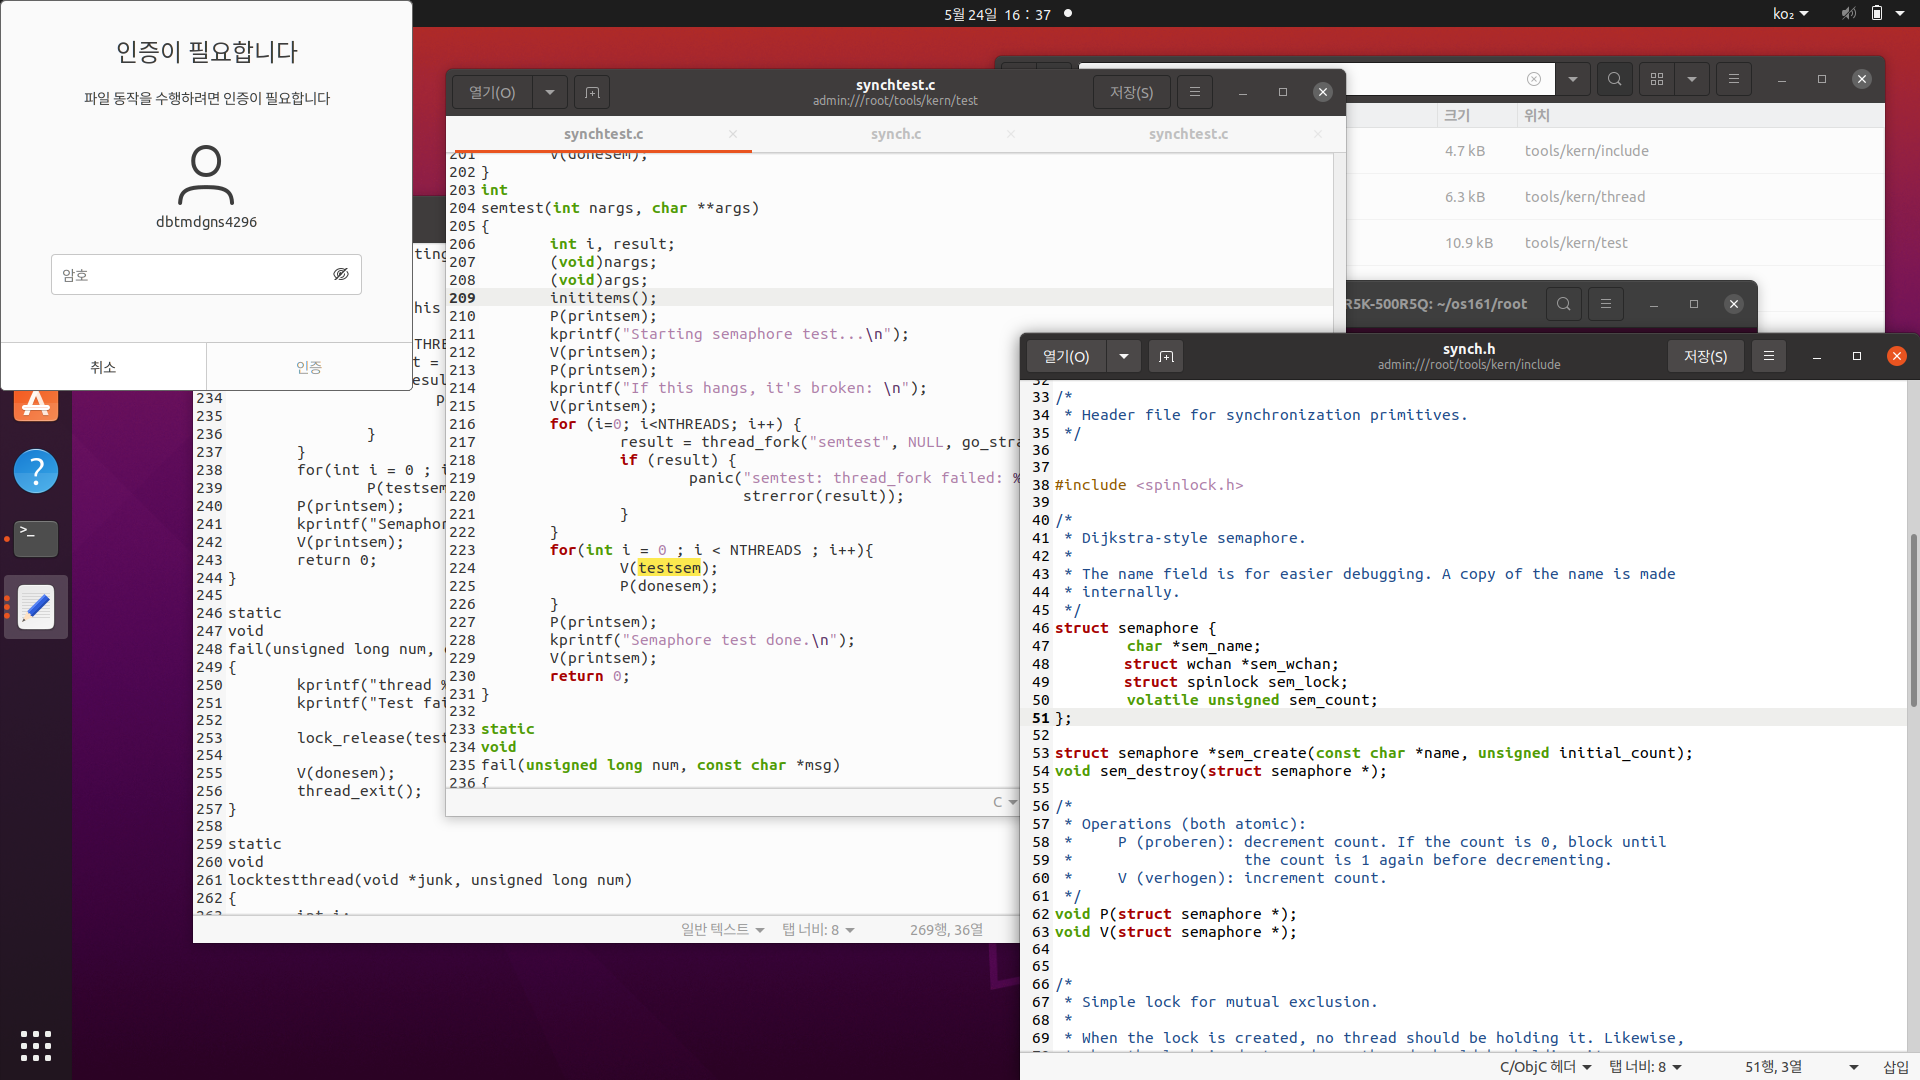 5월 24일 16 : 37
ko₂
인증이 필요합니다
파일 동작을 수행하려면 인증이 필요합니다
dbtmdgns4296
암호
취소
인증
크기
위치
4.7 kB tools/kern/include
6.3 kB tools/kern/thread
10.9 kB tools/kern/test
R5K-500R5Q: ~/os161/root
234
235
236 }
237 }
238 for(int i = 0 ;
239 P(testsem
240 P(printsem);
241 kprintf("Semaphor
242 V(printsem);
243 return 0;
244 }
245
246 static
247 void
248 fail(unsigned long num,
249 {
250 kprintf("thread %
251 kprintf("Test fai
252
253 lock_release(test
254
255 V(donesem);
256 thread_exit();
257 }
258
259 static
260 void
261 locktestthread(void *junk, unsigned long num)
262 {
263 int i;
일반 텍스트
탭 너비: 8
269행, 36열
열기(O)
synchtest.c
admin:///root/tools/kern/test
저장(S)
synchtest.c
synch.c
synchtest.c
201 V(donesem);
202 }
203 int
204 semtest(int nargs, char **args)
205 {
206 int i, result;
207 (void)nargs;
208 (void)args;
209 inititems();
210 P(printsem);
211 kprintf("Starting semaphore test...\n");
212 V(printsem);
213 P(printsem);
214 kprintf("If this hangs, it's broken: \n");
215 V(printsem);
216 for (i=0; i<NTHREADS; i++) {
217 result = thread_fork("semtest", NULL, go_stra
218 if (result) {
219 panic("semtest: thread_fork failed: %
220 strerror(result));
221 }
222 }
223 for(int i = 0 ; i < NTHREADS ; i++){
224 V(testsem);
225 P(donesem);
226 }
227 P(printsem);
228 kprintf("Semaphore test done.\n");
229 V(printsem);
230 return 0;
231 }
232
233 static
234 void
235 fail(unsigned long num, const char *msg)
236 {
C
열기(O)
synch.h
admin:///root/tools/kern/include
저장(S)
32
33 /*
34 * Header file for synchronization primitives.
35 */
36
37
38 #include <spinlock.h>
39
40 /*
41 * Dijkstra-style semaphore.
42 *
43 * The name field is for easier debugging. A copy of the name is made
44 * internally.
45 */
46 struct semaphore {
47 char *sem_name;
48 struct wchan *sem_wchan;
49 struct spinlock sem_lock;
50 volatile unsigned sem_count;
51 };
52
53 struct semaphore *sem_create(const char *name, unsigned initial_count);
54 void sem_destroy(struct semaphore *);
55
56 /*
57 * Operations (both atomic):
58 * P (proberen): decrement count. If the count is 0, block until
59 * the count is 1 again before decrementing.
60 * V (verhogen): increment count.
61 */
62 void P(struct semaphore *);
63 void V(struct semaphore *);
64
65
66 /*
67 * Simple lock for mutual exclusion.
68 *
69 * When the lock is created, no thread should be holding it. Likewise,
C/ObjC 헤더
탭 너비: 8
51행, 3열
삽입